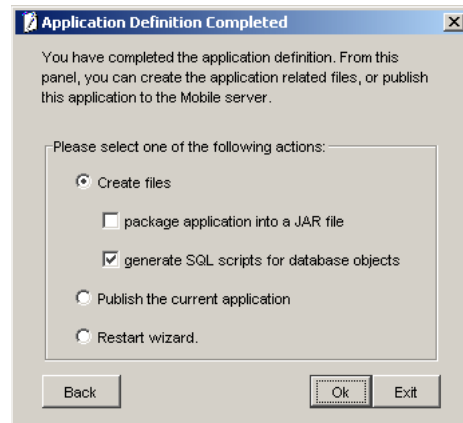 Application Definition Completed
You have completed the application definition. From this
panel, you can create the application related files, or publish
this application to the Mobile server.
Please select one of the following actions:
Create files
package application into a JAR file
generate SQL scripts for database objects
Publish the current application
Restart wizard.
Back
Ok
Exit